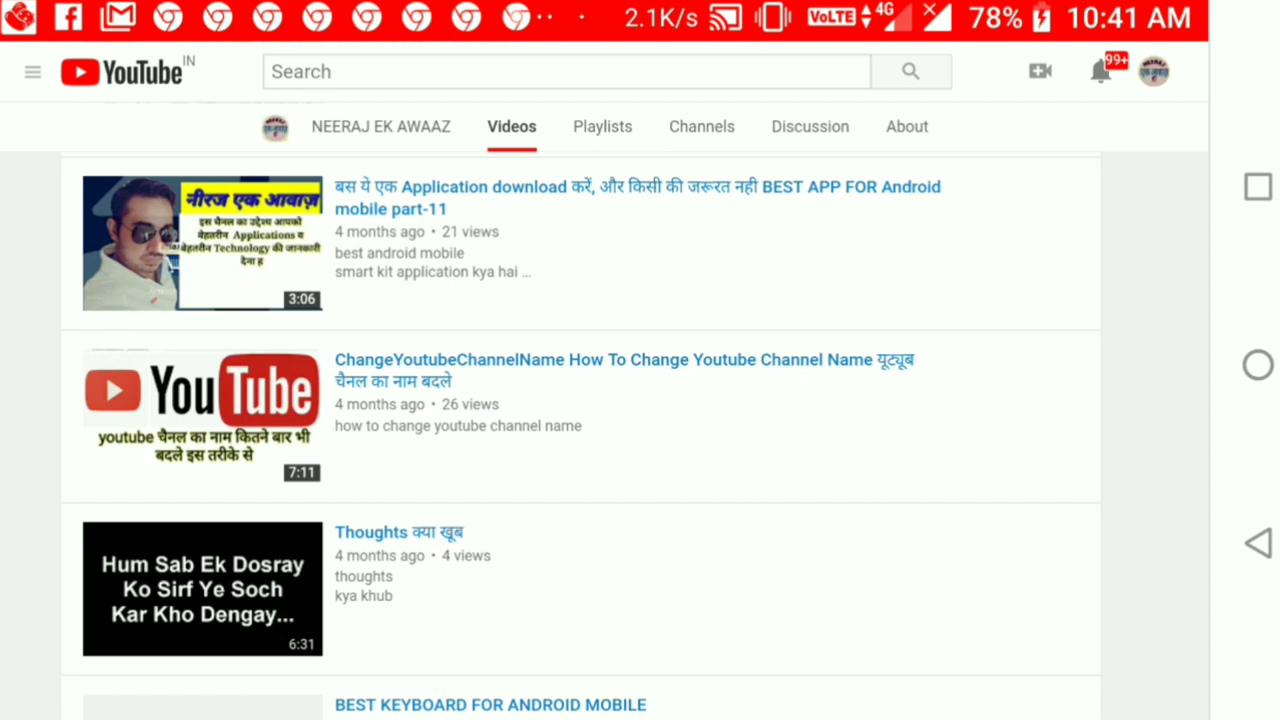 2.1K/s VoLTE 4G 78% 10:41 AM
YouTube IN
Search
99+
NEERAJ EK AWAAZ Videos Playlists Channels Discussion About
नीरज एक आवाज़
इस चैनल का उद्देश्य आपको
बेहतरीन Applications व
बेहतरीन Technology की जानकारी
देना ह
3:06
बस ये एक Application download करें, और किसी की जरूरत नही BEST APP FOR Android
mobile part-11
4 months ago • 21 views
best android mobile
smart kit application kya hai ...
YouTube
youtube चैनल का नाम कितने बार भी
बदले इस तरीके से
7:11
ChangeYoutubeChannelName How To Change Youtube Channel Name यूट्यूब
चैनल का नाम बदले
4 months ago • 26 views
how to change youtube channel name
Hum Sab Ek Dosray
Ko Sirf Ye Soch
Kar Kho Dengay...
6:31
Thoughts क्या खूब
4 months ago • 4 views
thoughts
kya khub
BEST KEYBOARD FOR ANDROID MOBILE